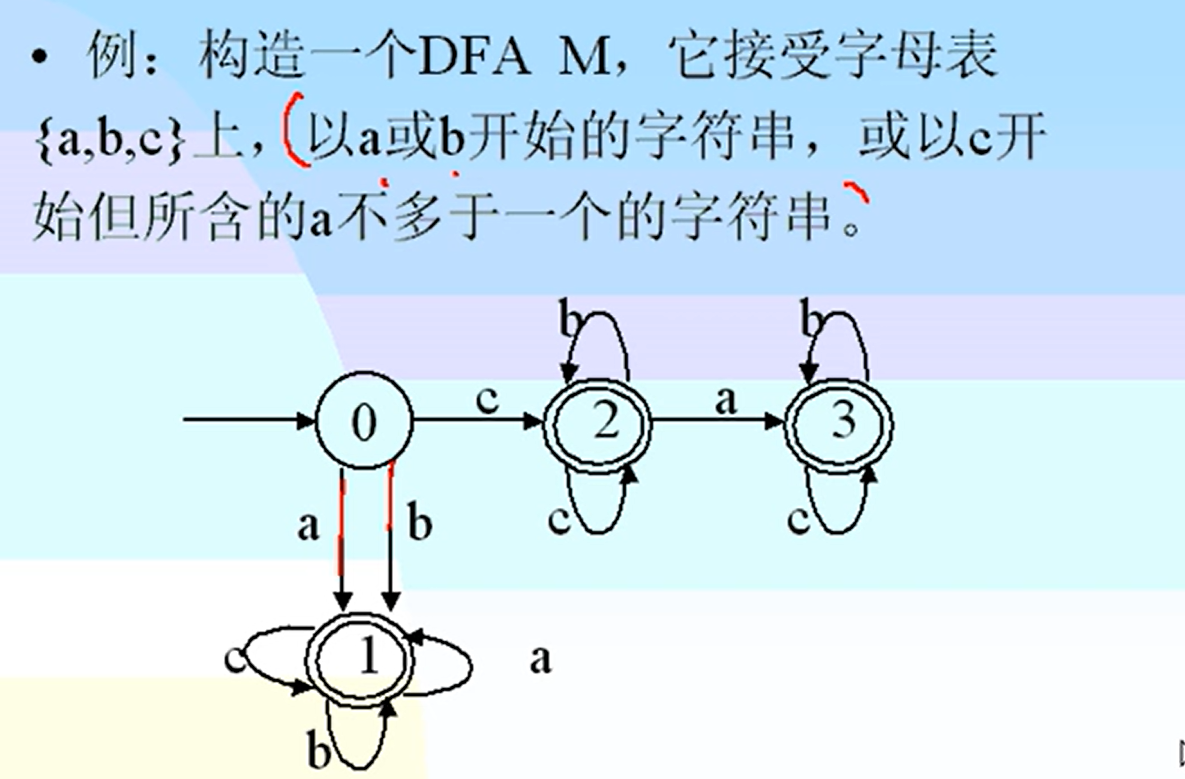 • 例：构造一个DFA M，它接受字母表
{a,b,c}上，(以a或b开始的字符串，或以c开
始但所含的a不多于一个的字符串。
b b
0 c 2 a 3
c c
a b
1
c a
b